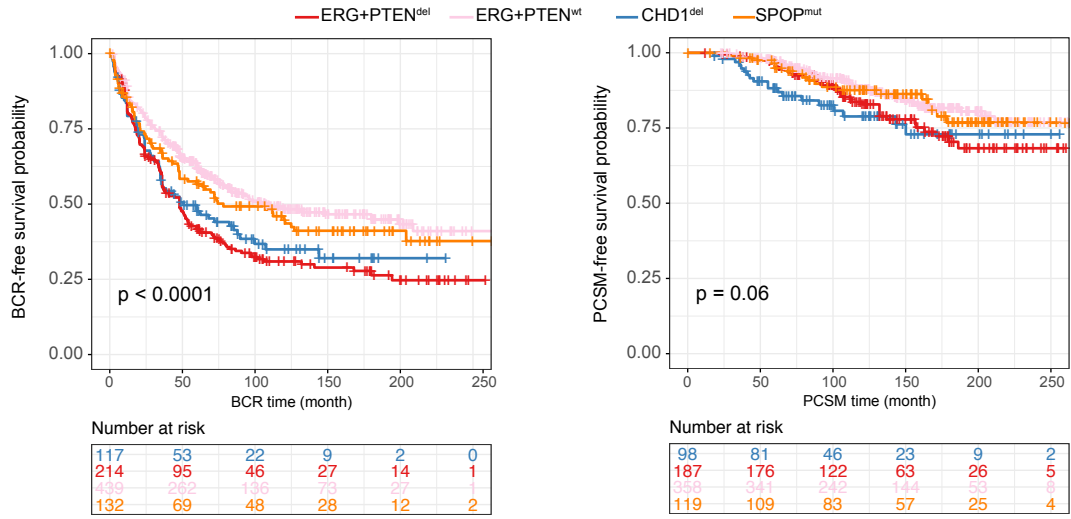 ERG+PTENdel ERG+PTENwt CHD1del SPOPmut
BCR-free survival probability
1.00
0.75
0.50
0.25
0.00
p < 0.0001
0 50 100 150 200 250
BCR time (month)
Number at risk
117 53 22 9 2 0
214 95 46 27 14 1
439 262 136 73 27 1
132 69 48 28 12 2
PCSM-free survival probability
1.00
0.75
0.50
0.25
0.00
p = 0.06
0 50 100 150 200 250
PCSM time (month)
Number at risk
98 81 46 23 9 2
187 176 122 63 26 5
358 341 242 144 53 8
119 109 83 57 25 4